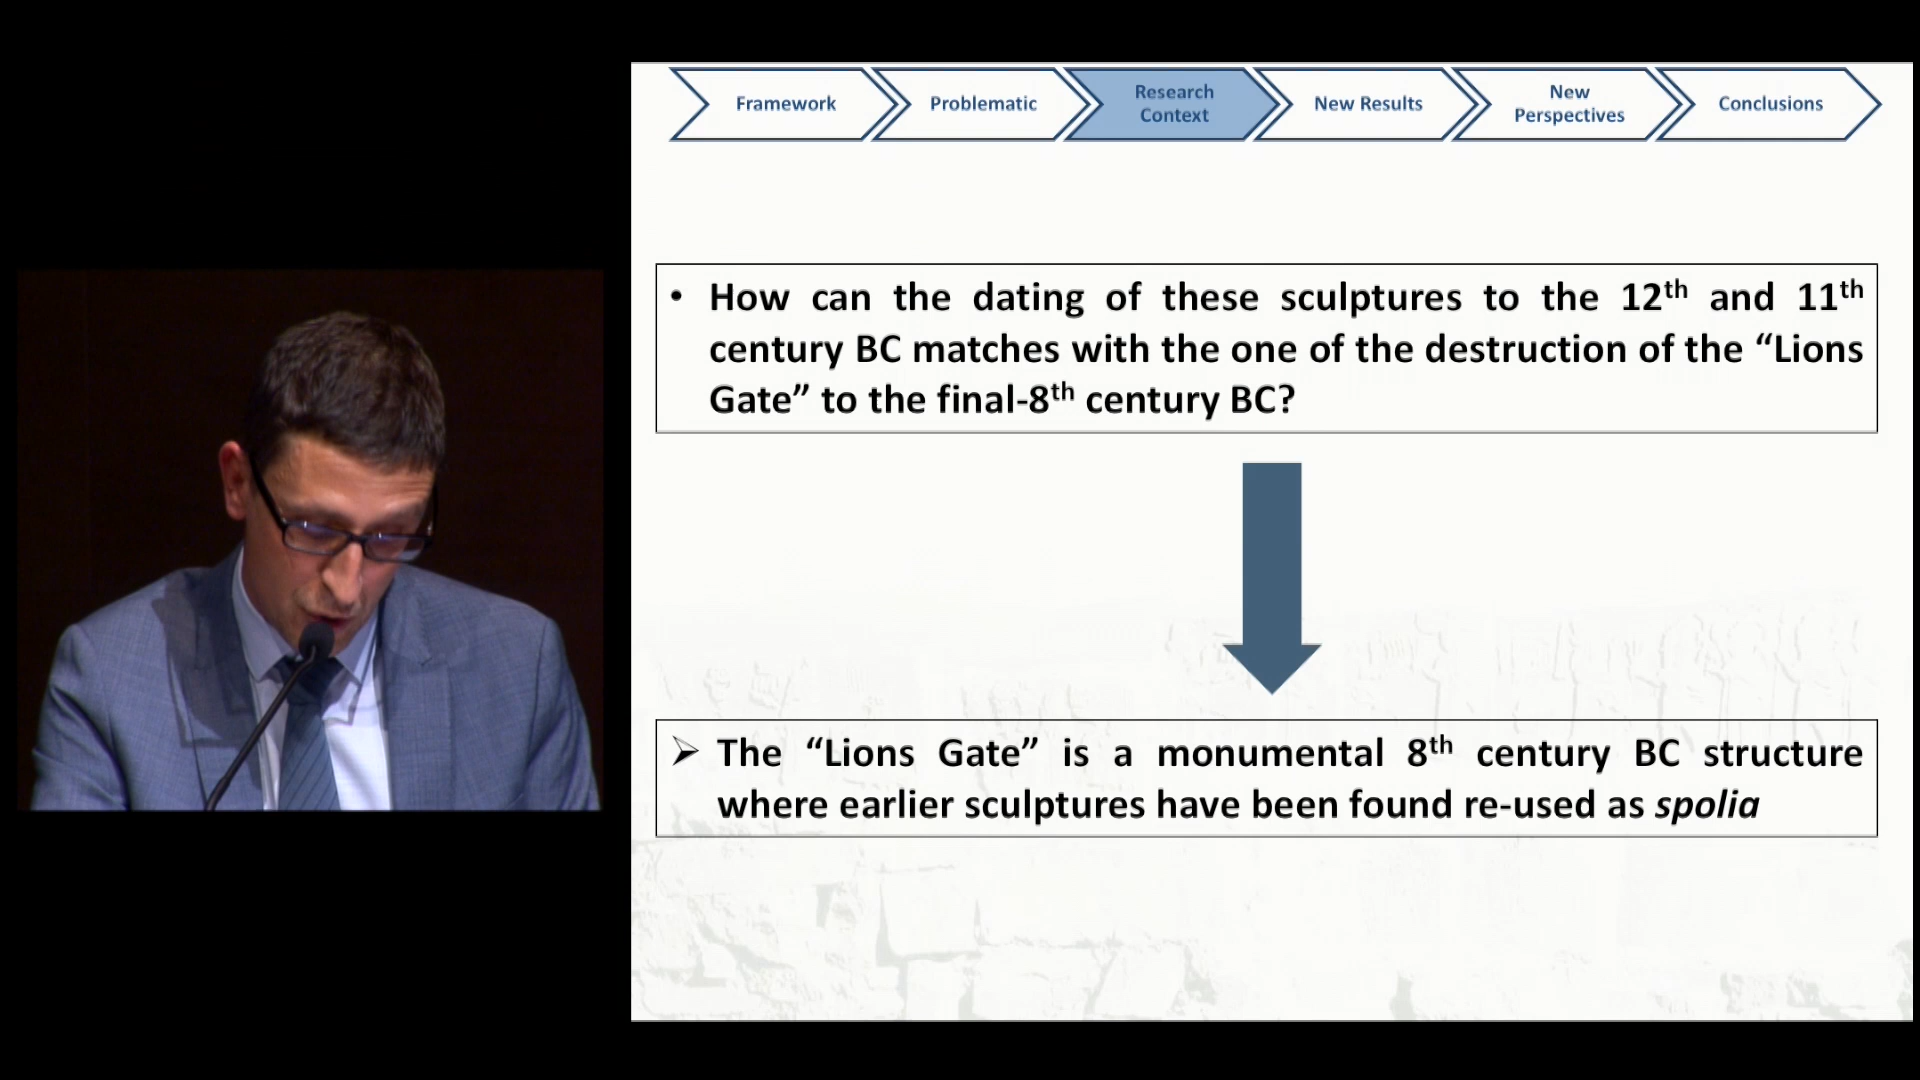 Framework
Problematic
Research
Context
New Results
New
Perspectives
Conclusions
• How can the dating of these sculptures to the 12th and 11th
century BC matches with the one of the destruction of the “Lions
Gate” to the final-8th century BC?
➢ The “Lions Gate” is a monumental 8th century BC structure
where earlier sculptures have been found re-used as spolia